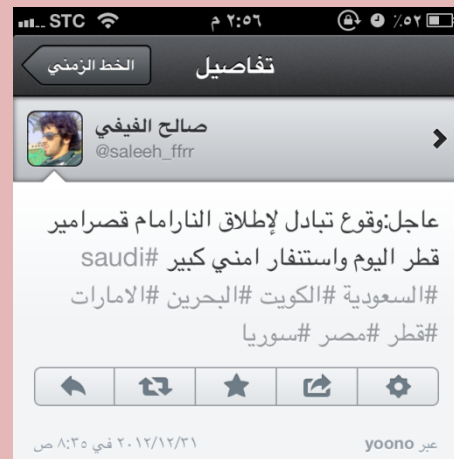 STC ٢:٥٦ م ٪٥٢
الخط الزمني تفاصيل
صالح الفيفي
@saleeh_ffrr
عاجل:وقوع تبادل لإطلاق النارامام قصرامير
قطر اليوم واستنفار امني كبير #saudi
#السعودية #الكويت #البحرين #الامارات
#قطر #مصر #سوريا
٢٠١٢/١٢/٣١ في ٨:٣٥ ص عبر yoono